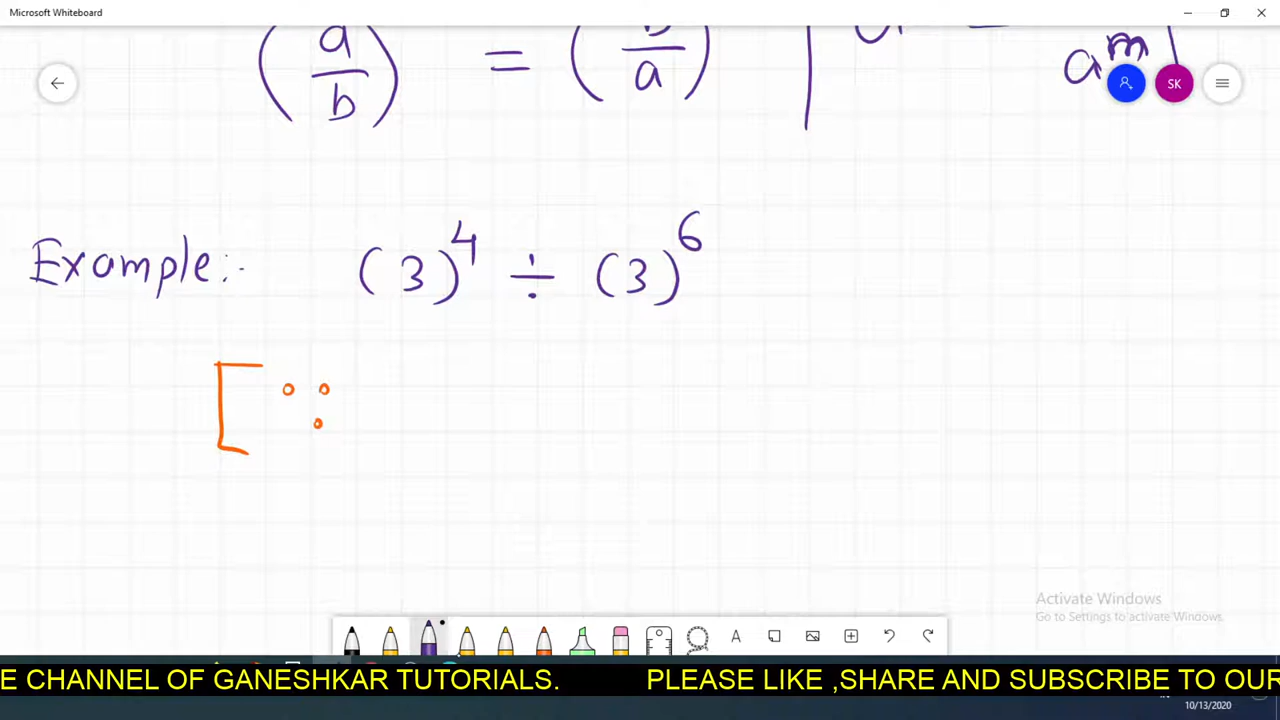 Microsoft Whiteboard
(a/b) = (b/a) | a^m
SK
Example:- (3)^4 ÷ (3)^6
[ ∵
Activate Windows
Go to Settings to activate Windows.
A
E CHANNEL OF GANESHKAR TUTORIALS. PLEASE LIKE ,SHARE AND SUBSCRIBE TO OUR
10/13/2020